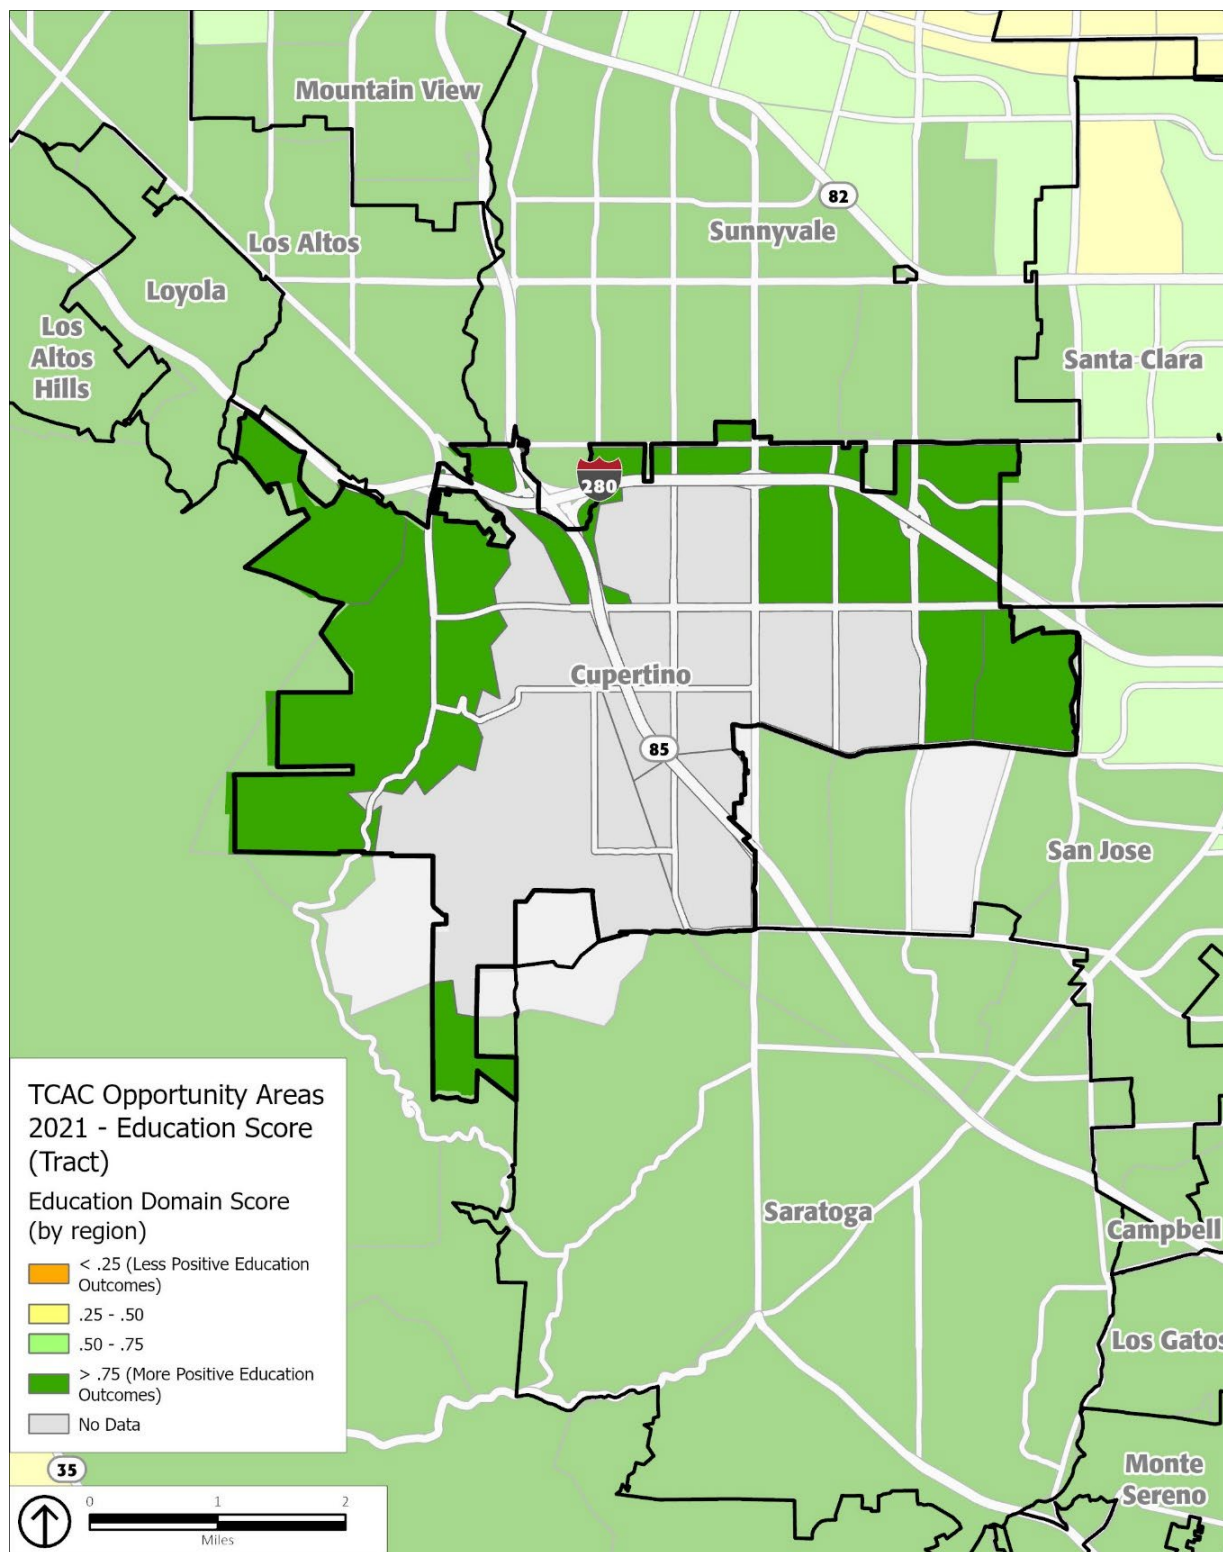 Mountain View
82
Sunnyvale
Los Altos
Loyola
Los
Altos
Hills
Santa Clara
280
Cupertino
85
San Jose
TCAC Opportunity Areas
2021 - Education Score
(Tract)
Education Domain Score
(by region)
< .25 (Less Positive Education
Outcomes)
.25 - .50
.50 - .75
> .75 (More Positive Education
Outcomes)
No Data
Saratoga
Campbell
Los Gatos
Monte
Sereno
35
0 1 2
Miles